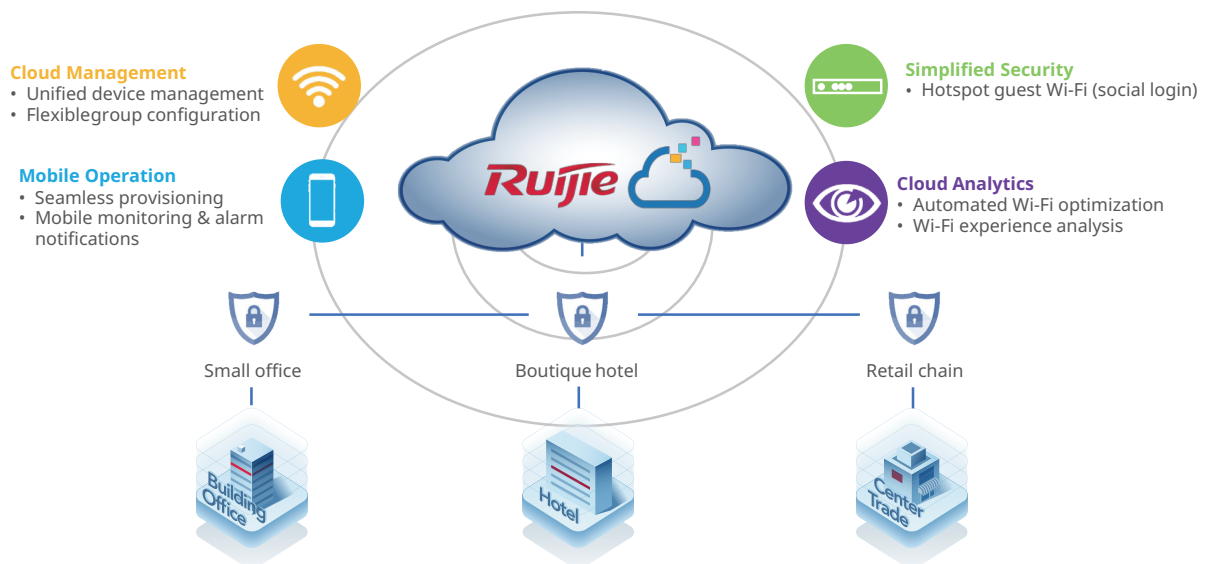 Cloud Management
• Unified device management
• Flexiblegroup configuration
Mobile Operation
• Seamless provisioning
• Mobile monitoring & alarm
notifications
Ruijie
Simplified Security
• Hotspot guest Wi-Fi (social login)
Cloud Analytics
• Automated Wi-Fi optimization
• Wi-Fi experience analysis
Small office
Boutique hotel
Retail chain
Building
Office
Hotel
Center
Trade